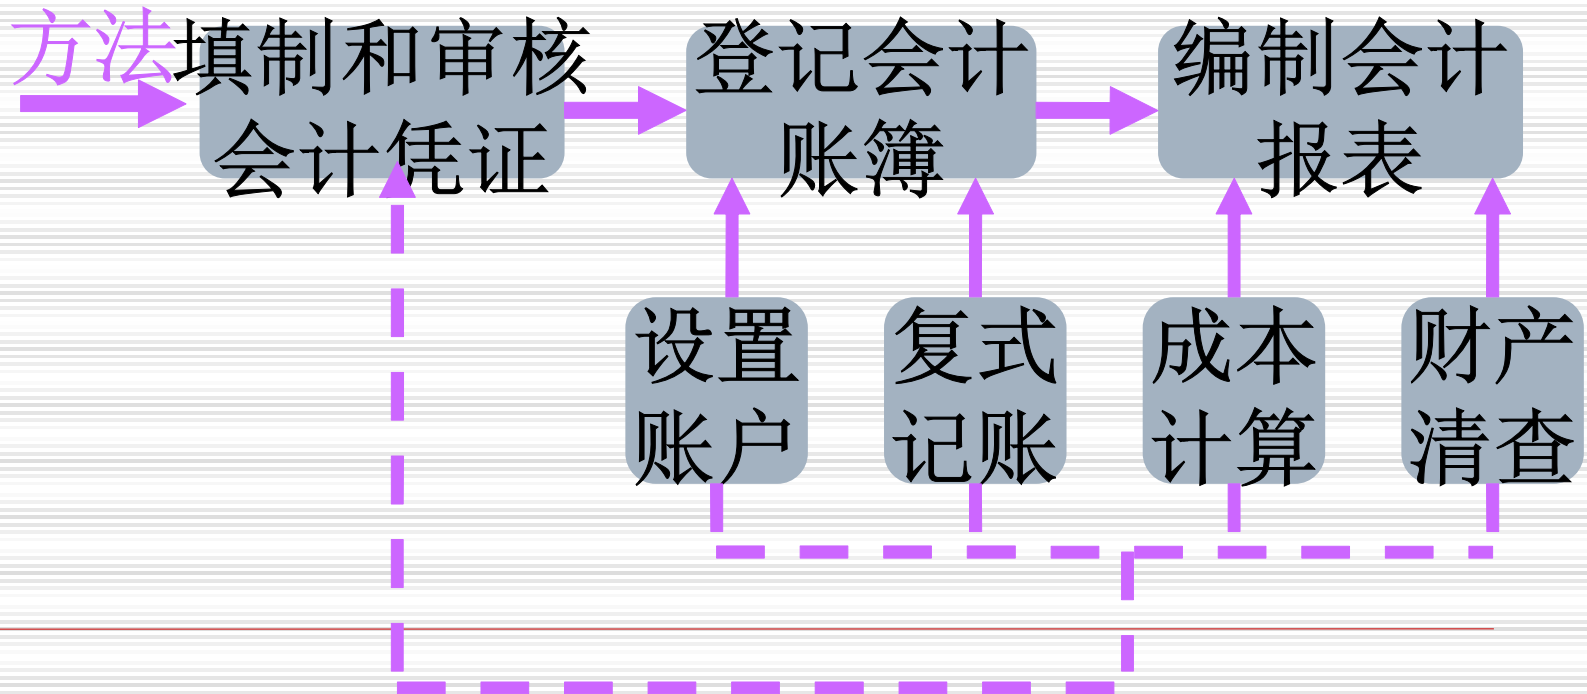 方法
填制和审核
会计凭证
登记会计
账簿
编制会计
报表
设置
账户
复式
记账
成本
计算
财产
清查